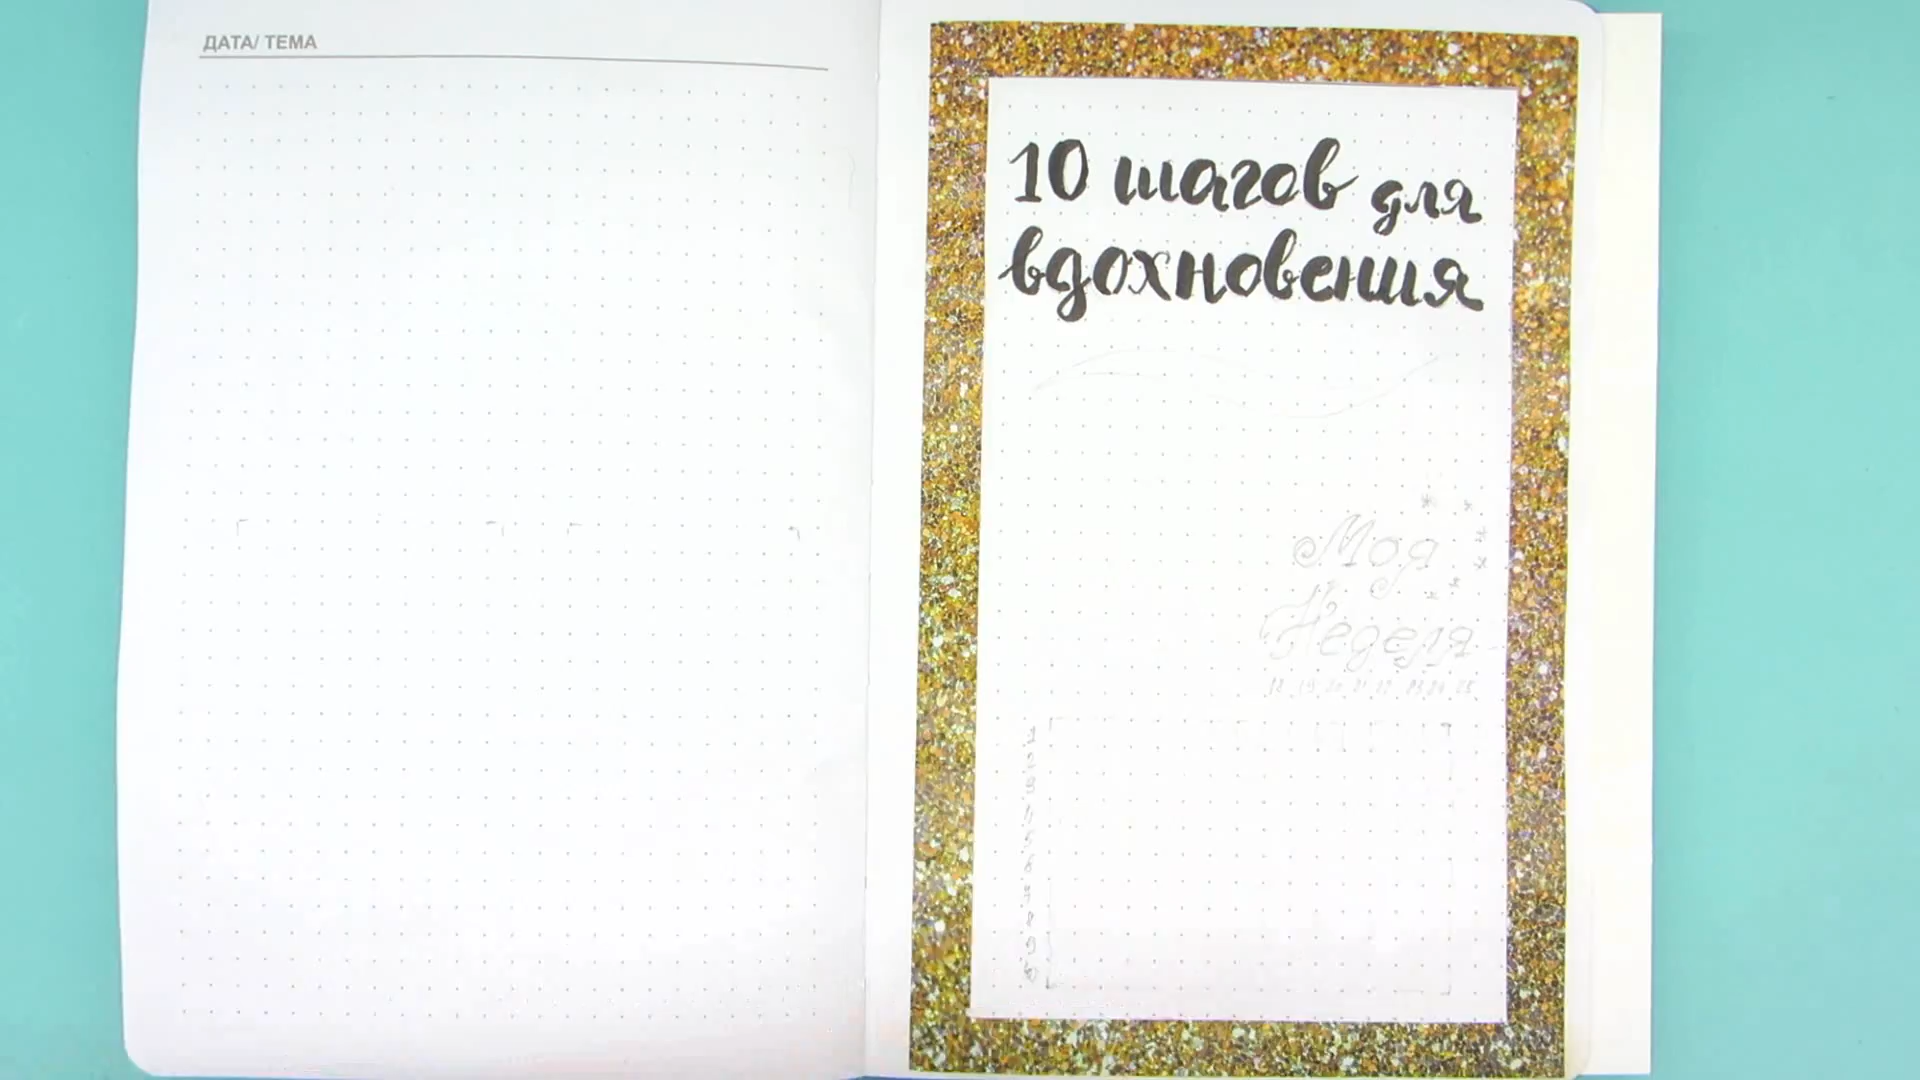 ДАТА/ ТЕМА
10 шагов для
вдохновения
Моя
Неделя